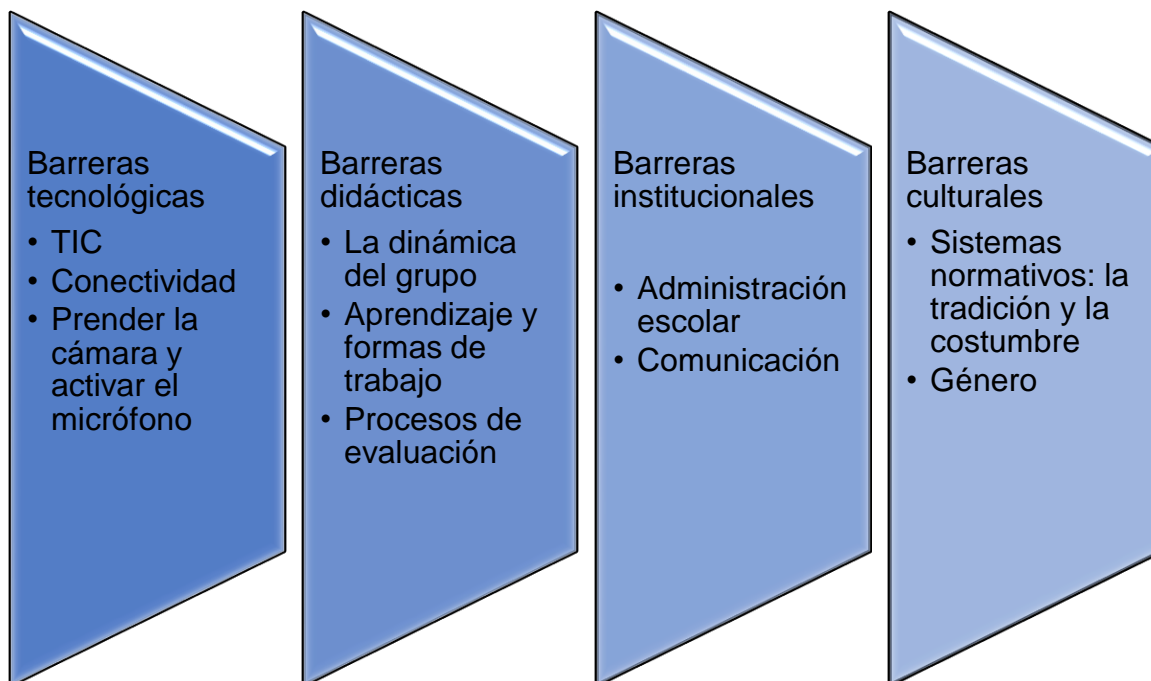 Barreras
tecnológicas
• TIC
• Conectividad
• Prender la
cámara y
activar el
micrófono
Barreras
didácticas
• La dinámica
del grupo
• Aprendizaje y
formas de
trabajo
• Procesos de
evaluación
Barreras
institucionales
• Administración
escolar
• Comunicación
Barreras
culturales
• Sistemas
normativos: la
tradición y la
costumbre
• Género